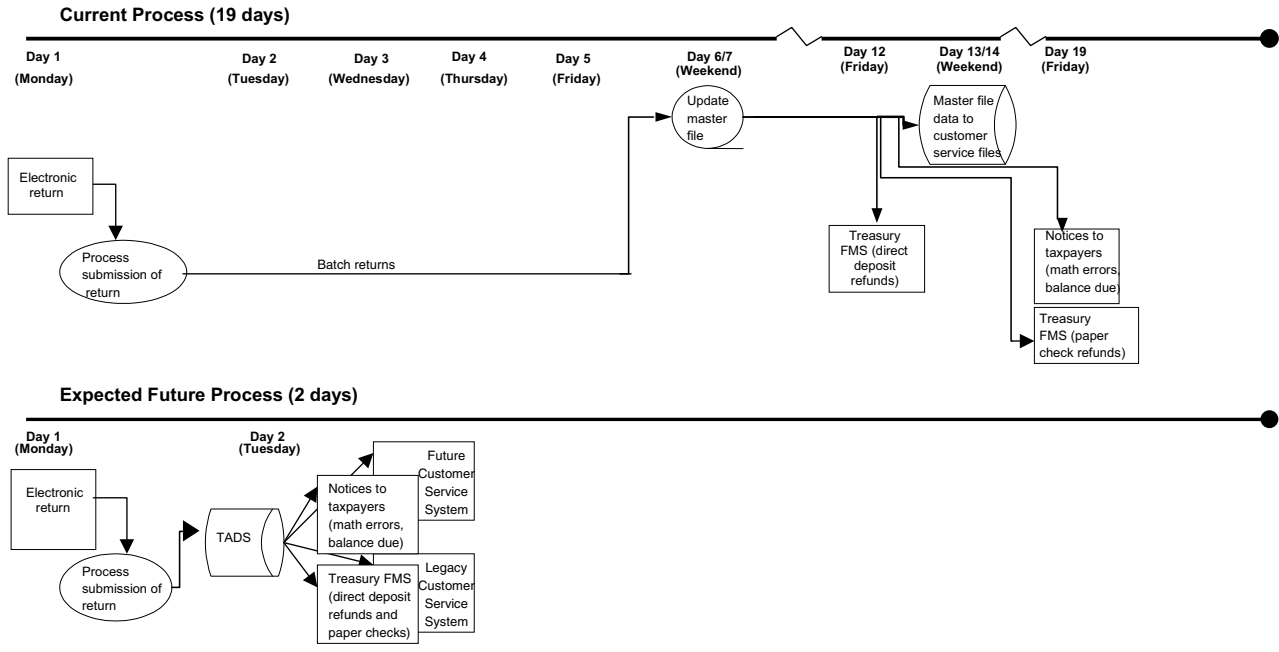 Current Process (19 days)
Day 1
(Monday)
Day 2
(Tuesday)
Day 3
(Wednesday)
Day 4
(Thursday)
Day 5
(Friday)
Day 6/7
(Weekend)
Day 12
(Friday)
Day 13/14
(Weekend)
Day 19
(Friday)
Update
master
file
Master file
data to
customer
service files
Electronic
return
Process
submission of
return
Batch returns
Treasury
FMS (direct
deposit
refunds)
Notices to
taxpayers
(math errors,
balance due)
Treasury
FMS (paper
check refunds)
Expected Future Process (2 days)
Day 1
(Monday)
Day 2
(Tuesday)
Electronic
return
Process
submission of
return
TADS
Future
Customer
Service
System
Notices to
taxpayers
(math errors,
balance due)
Legacy
Customer
Service
System
Treasury FMS
(direct deposit
refunds and
paper checks)